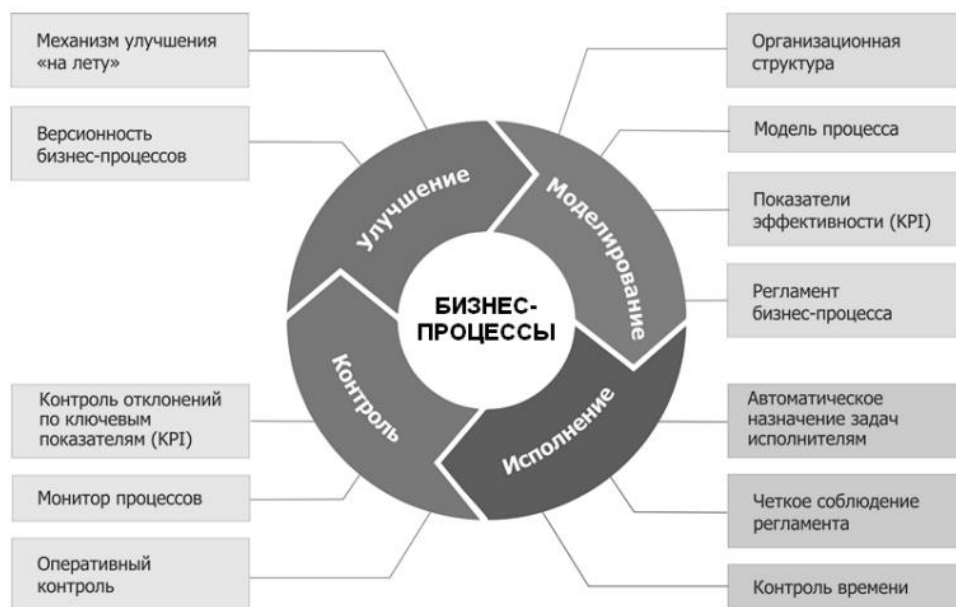 Механизм улучшения
«на лету»
Версионность
бизнес-процессов
Организационная
структура
Модель процесса
Показатели
эффективности (KPI)
Регламент
бизнес-процесса
Улучшение
Моделирование
БИЗНЕС-
ПРОЦЕССЫ
Контроль
Исполнение
Контроль отклонений
по ключевым
показателям (KPI)
Монитор процессов
Оперативный
контроль
Автоматическое
назначение задач
исполнителям
Четкое соблюдение
регламента
Контроль времени